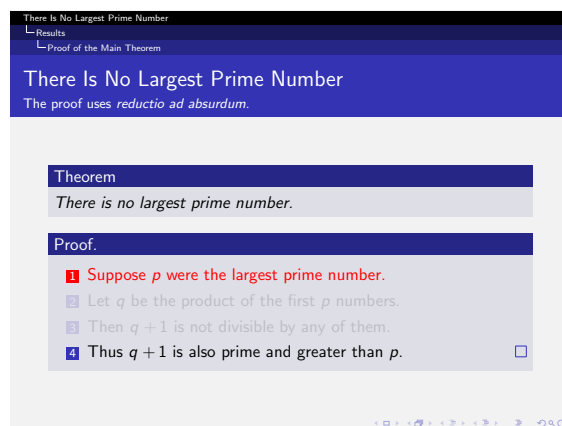 There Is No Largest Prime Number
Results
Proof of the Main Theorem
There Is No Largest Prime Number
The proof uses reductio ad absurdum.
Theorem
There is no largest prime number.
Proof.
1 Suppose p were the largest prime number.
2 Let q be the product of the first p numbers.
3 Then q + 1 is not divisible by any of them.
4 Thus q + 1 is also prime and greater than p.